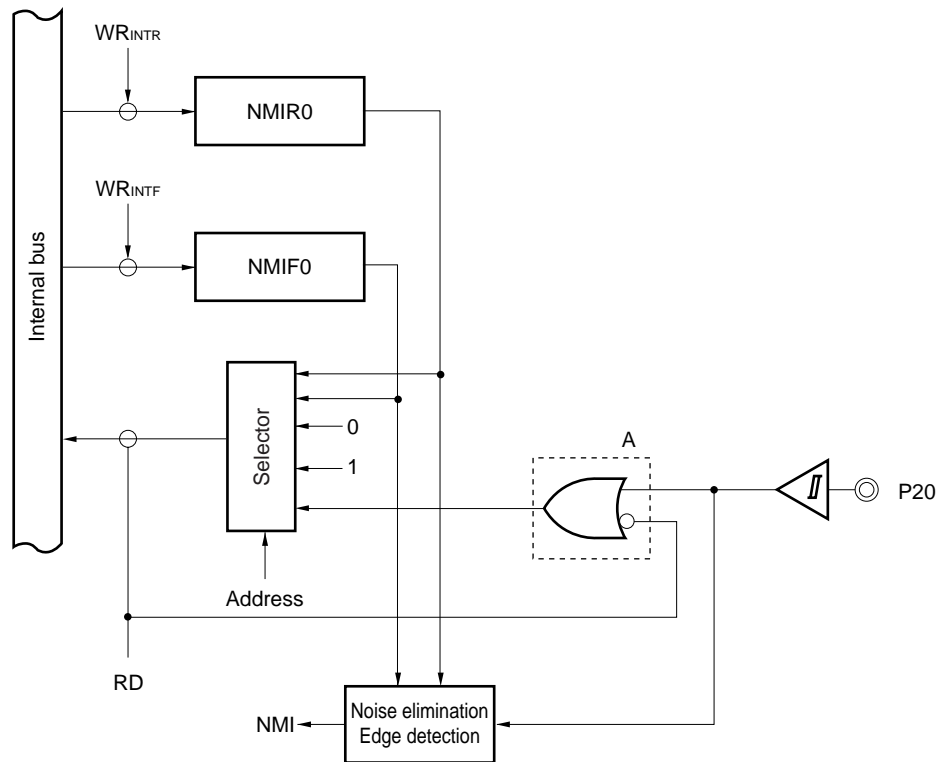 WRINTR
NMIR0
WRINTF
NMIF0
Internal bus
Selector
0
1
A
P20
Address
RD
NMI
Noise elimination
Edge detection